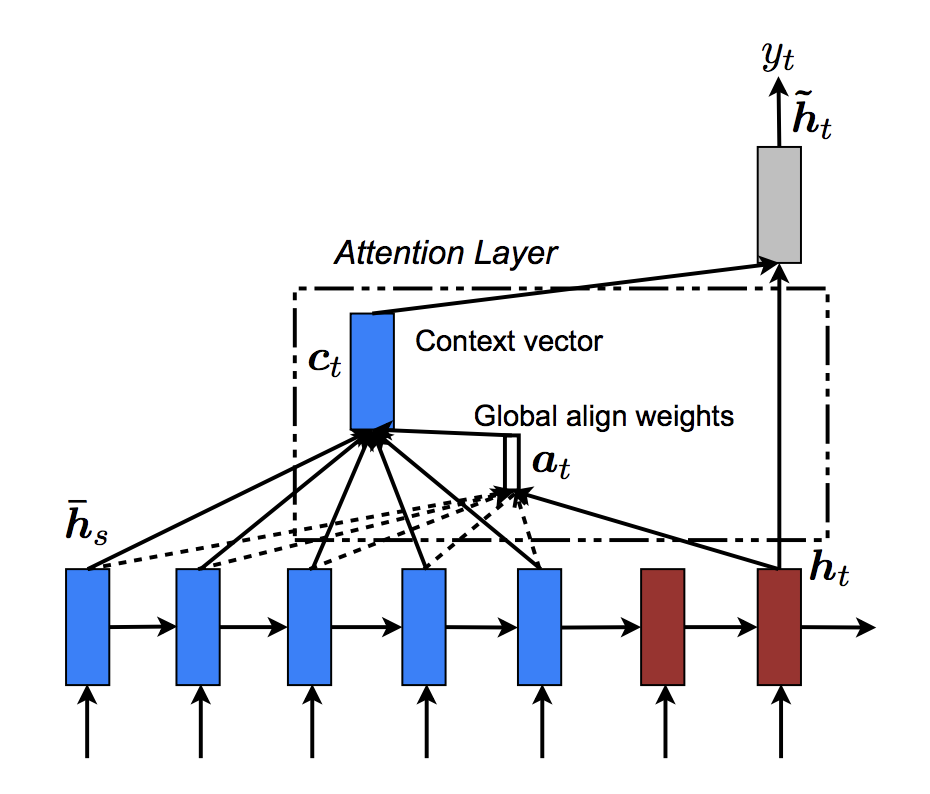 y_t
h̃_t
Attention Layer
c_t
Context vector
Global align weights
a_t
h̄_s
h_t